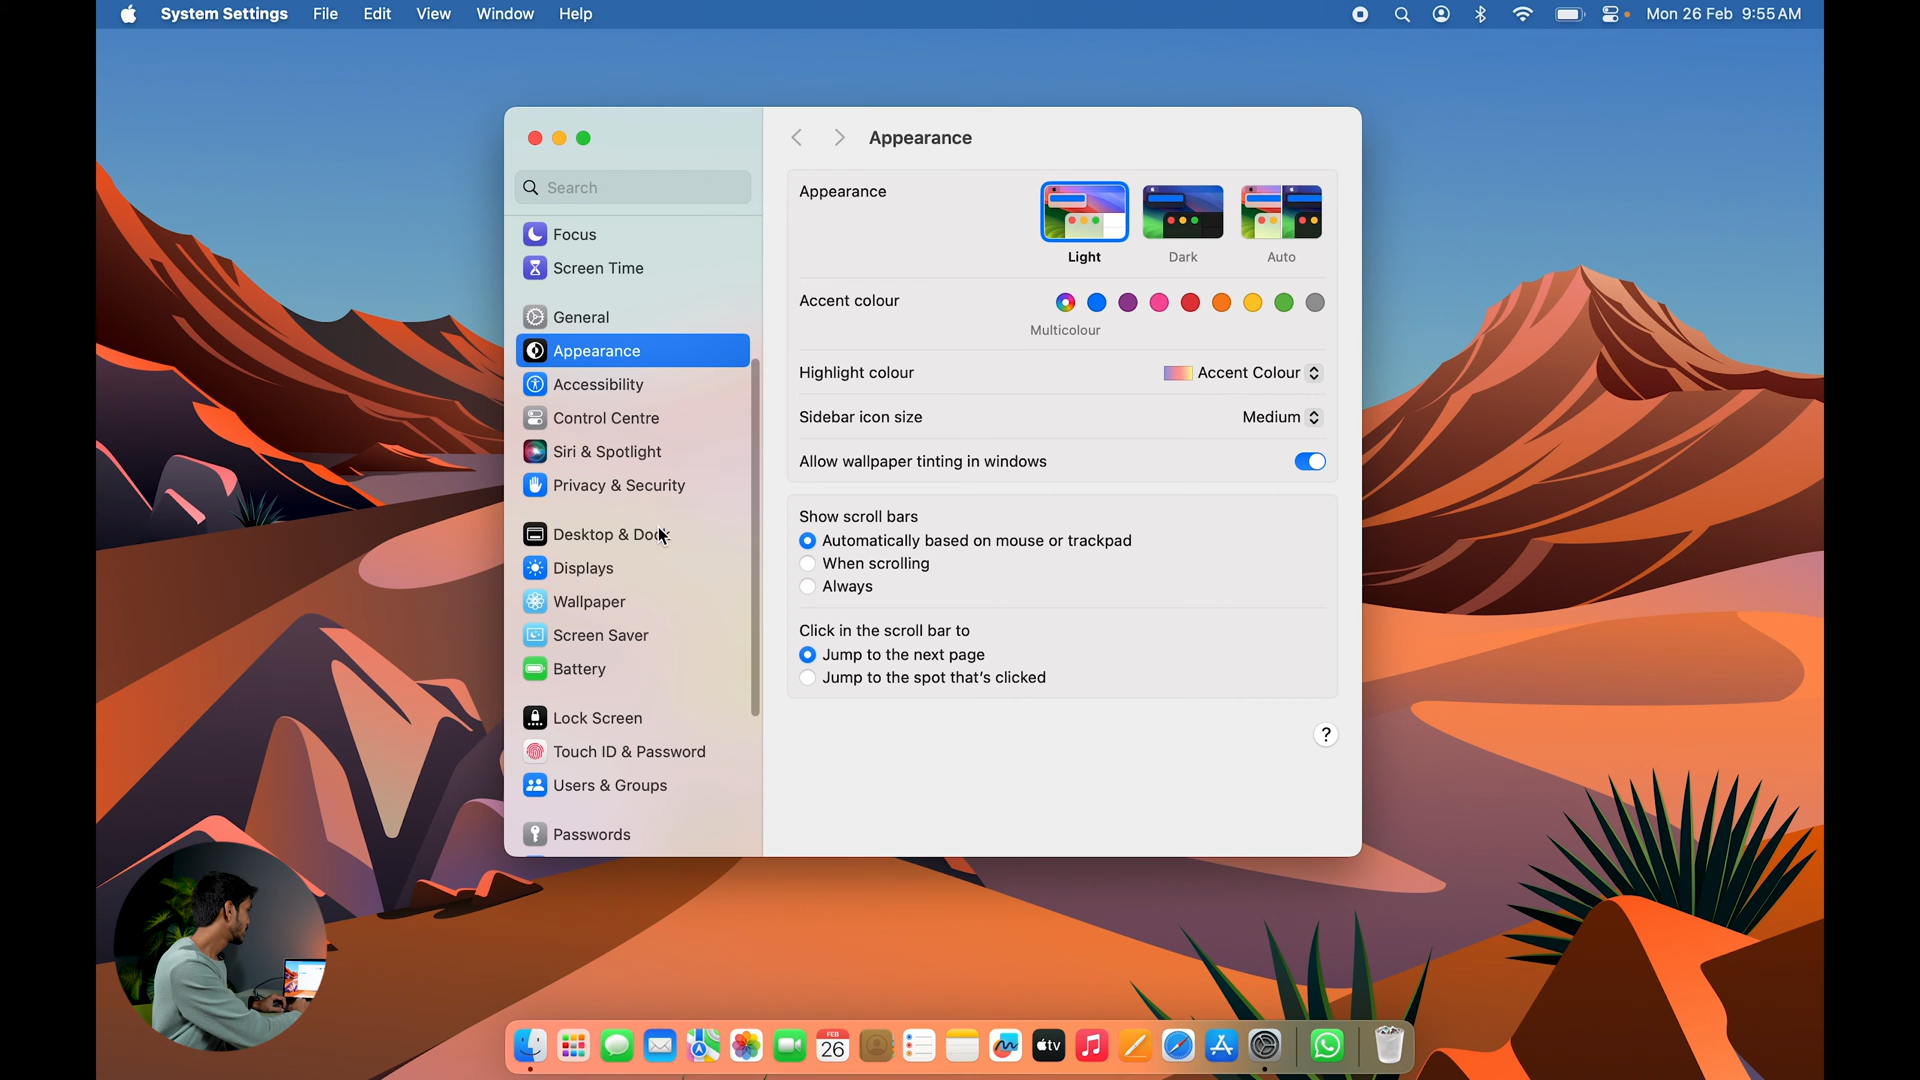 System Settings File Edit View Window Help Mon 26 Feb 9:55 AM
Appearance
Search
Focus
Screen Time
General
Appearance
Accessibility
Control Centre
Siri & Spotlight
Privacy & Security
Desktop & Dock
Displays
Wallpaper
Screen Saver
Battery
Lock Screen
Touch ID & Password
Users & Groups
Passwords
Appearance
Light Dark Auto
Accent colour
Multicolour
Highlight colour Accent Colour
Sidebar icon size Medium
Allow wallpaper tinting in windows
Show scroll bars
Automatically based on mouse or trackpad
When scrolling
Always
Click in the scroll bar to
Jump to the next page
Jump to the spot that's clicked
?
FEB
26
tv